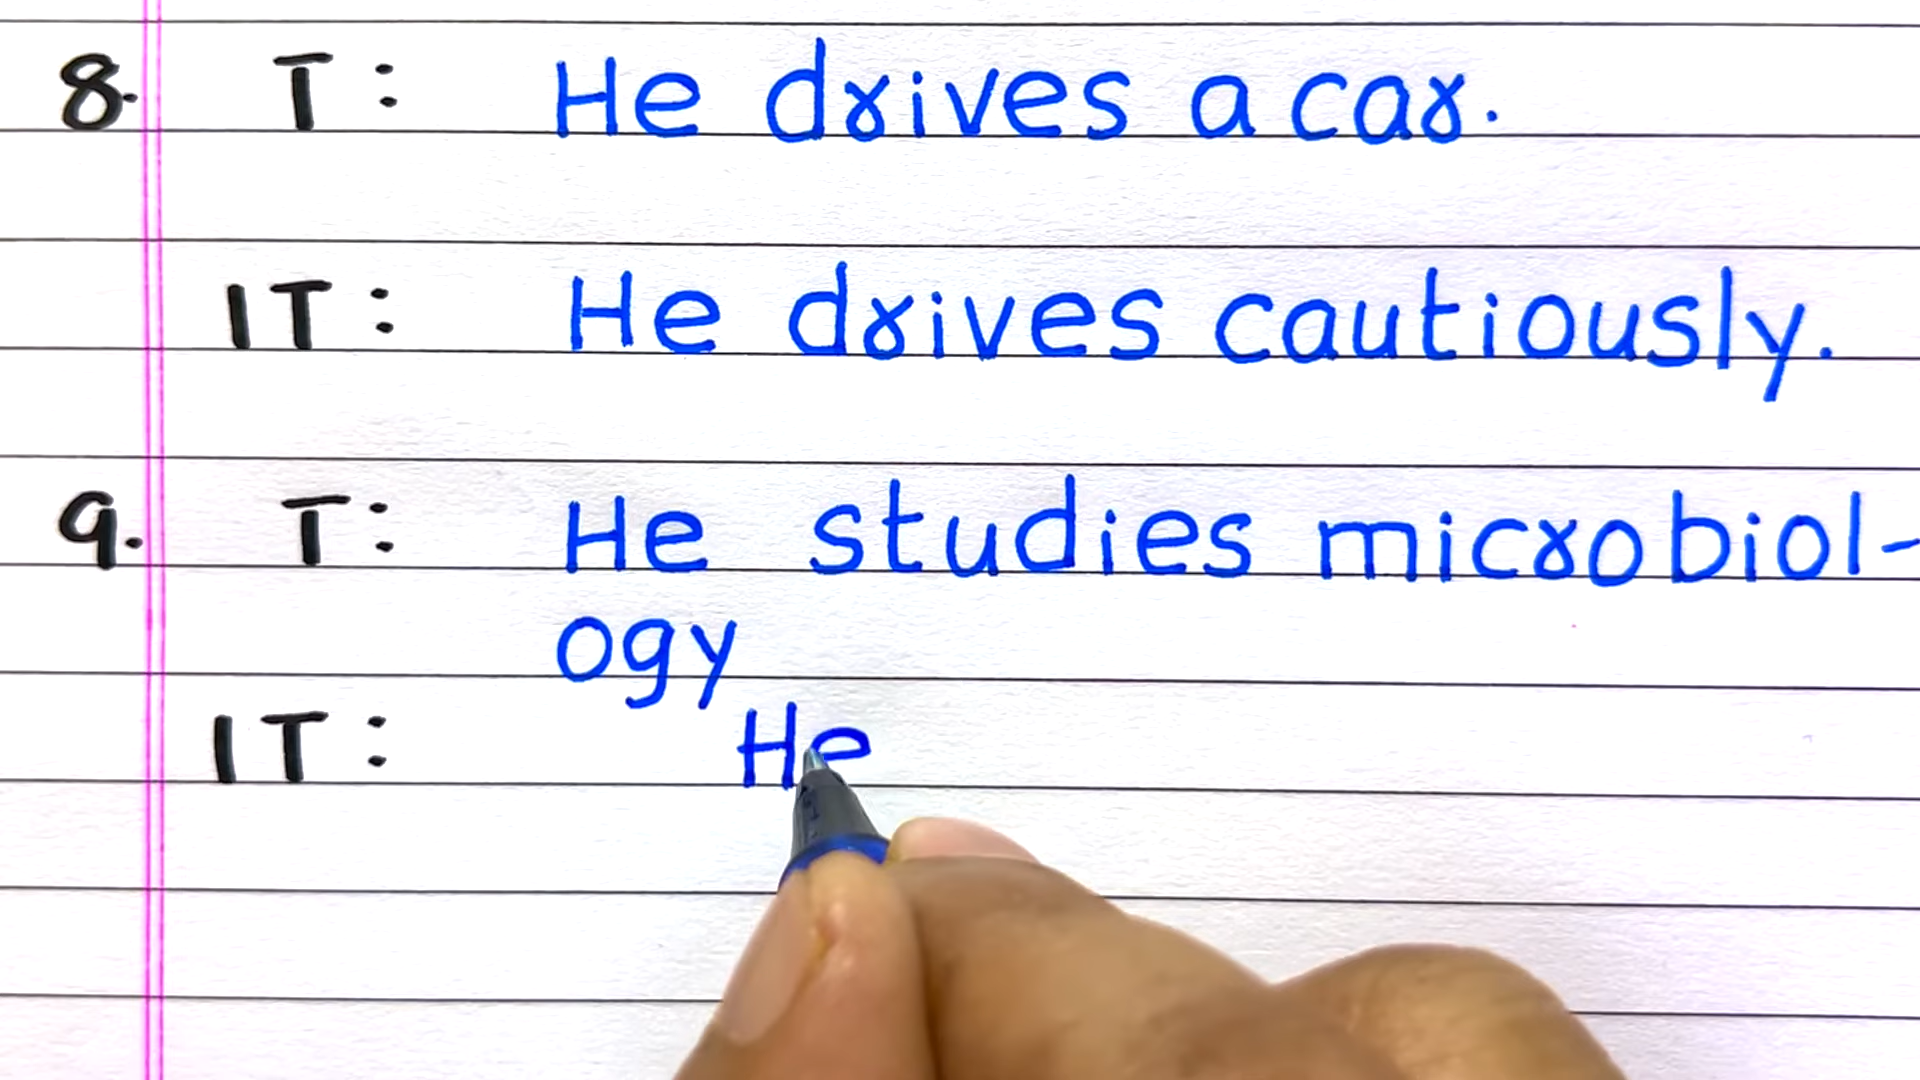 8. T: He drives a car.
IT: He drives cautiously.
9. T: He studies microbiol-
ogy
IT: He